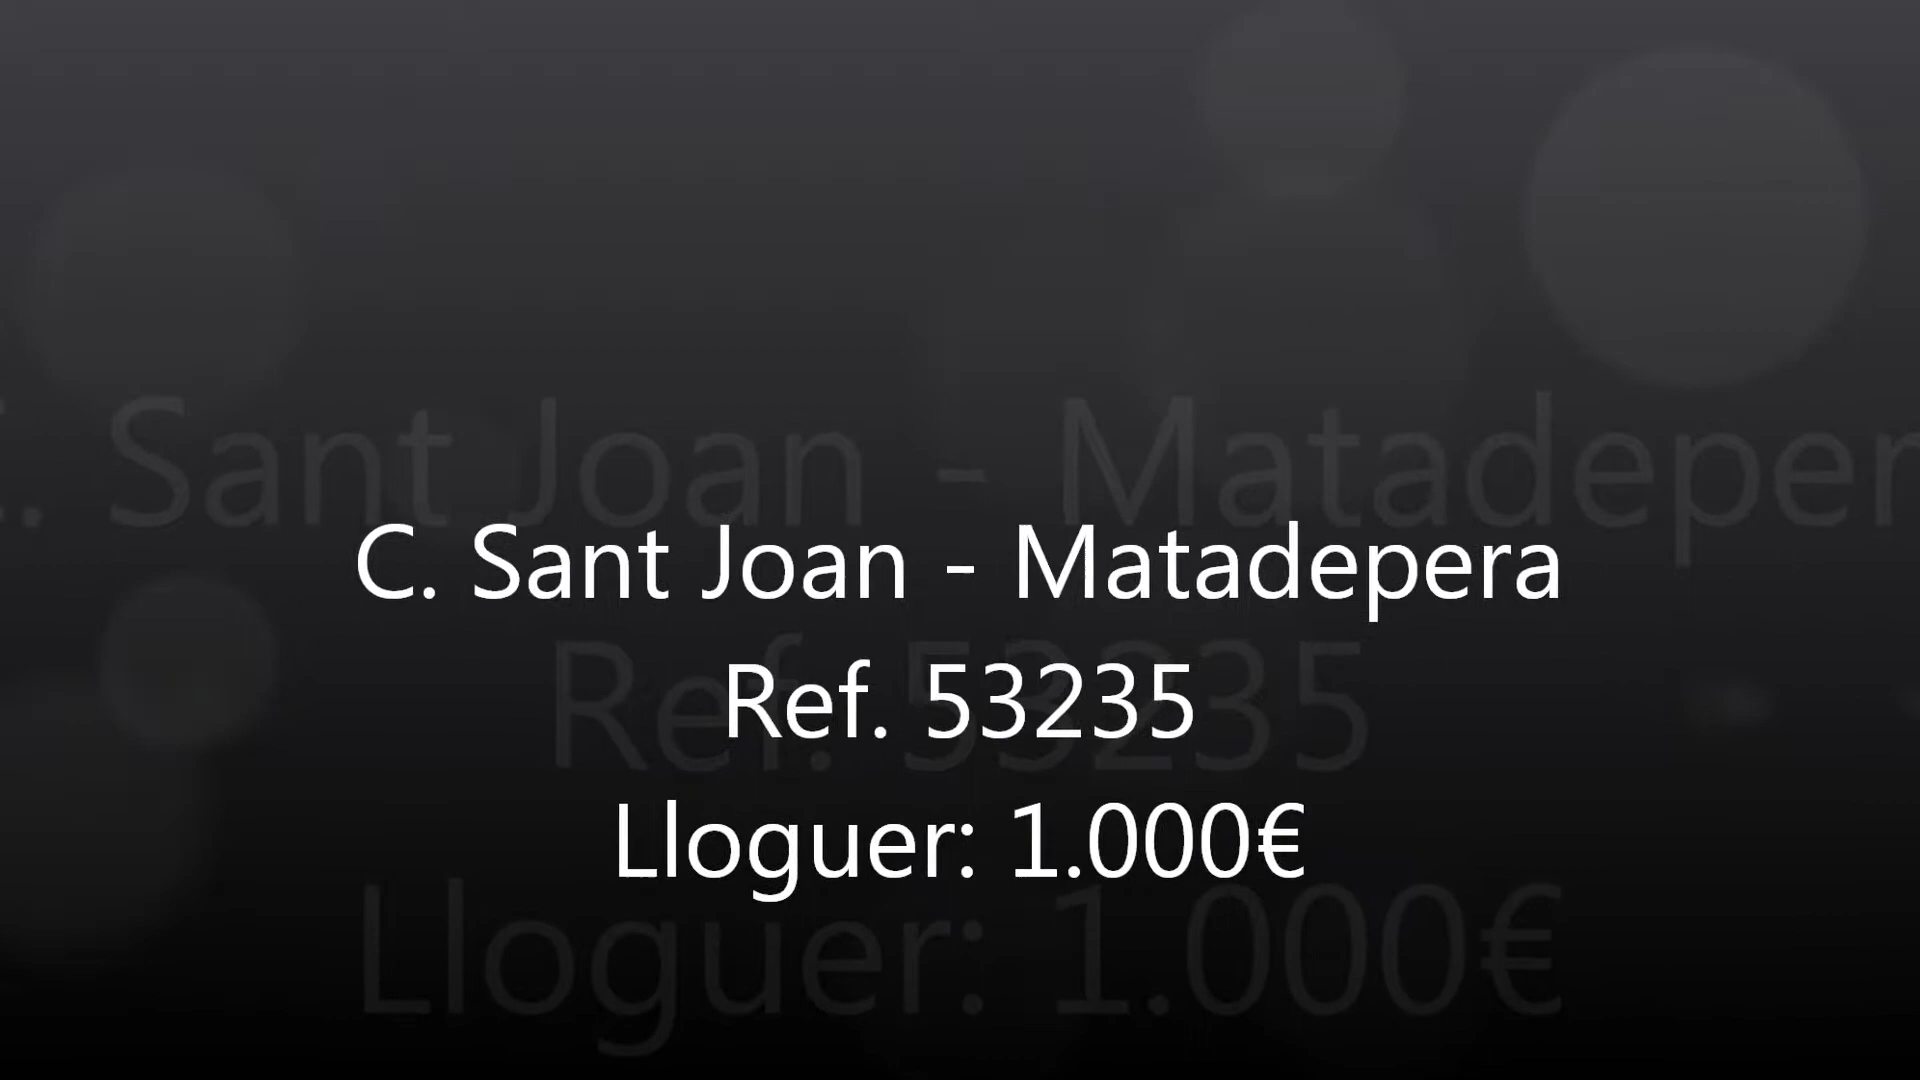 C. Sant Joan - Matadepera
Ref. 53235
Lloguer: 1.000€